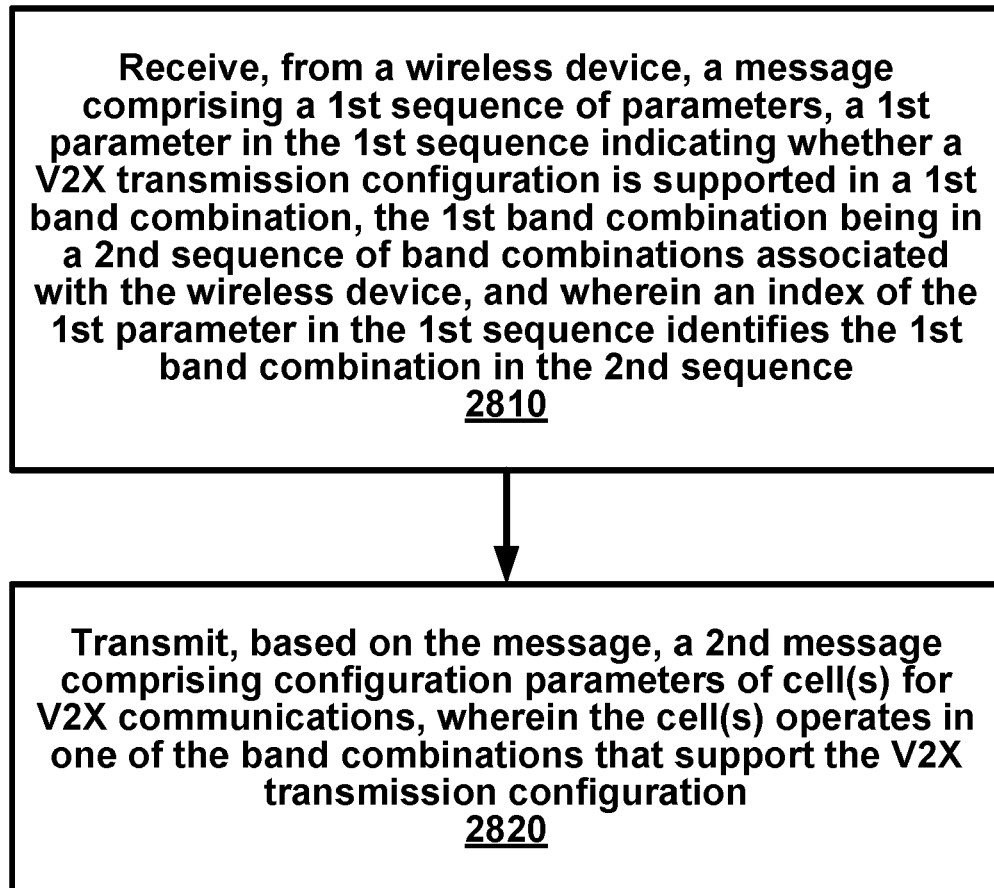 Receive, from a wireless device, a message
comprising a 1st sequence of parameters, a 1st
parameter in the 1st sequence indicating whether a
V2X transmission configuration is supported in a 1st
band combination, the 1st band combination being in
a 2nd sequence of band combinations associated
with the wireless device, and wherein an index of the
1st parameter in the 1st sequence identifies the 1st
band combination in the 2nd sequence
2810
Transmit, based on the message, a 2nd message
comprising configuration parameters of cell(s) for
V2X communications, wherein the cell(s) operates in
one of the band combinations that support the V2X
transmission configuration
2820